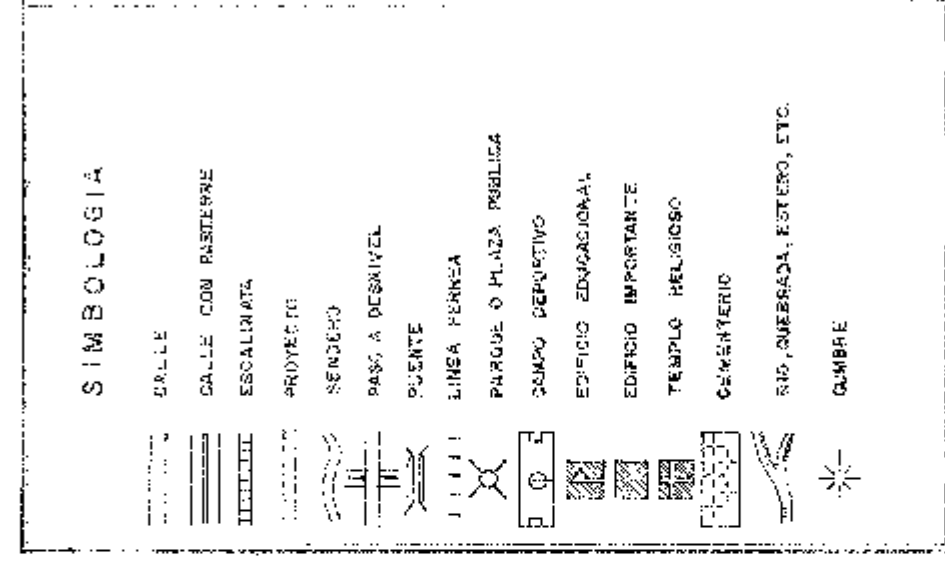 SIMBOLOGIA
CALLE
CALLE CON
ESCALINATA
PROYECTO
SENDERO
PASO A DESNIVEL
PUENTE
LINEA FERREA
PARQUE O PLAZA PUBLICA
CAMPO DEPORTIVO
EDIFICIO EDUCACIONAL
EDIFICIO IMPORTANTE
TEMPLO RELIGIOSO
CEMENTERIO
RIO, QUEBRADA, ESTERO, ETC.
CUMBRE